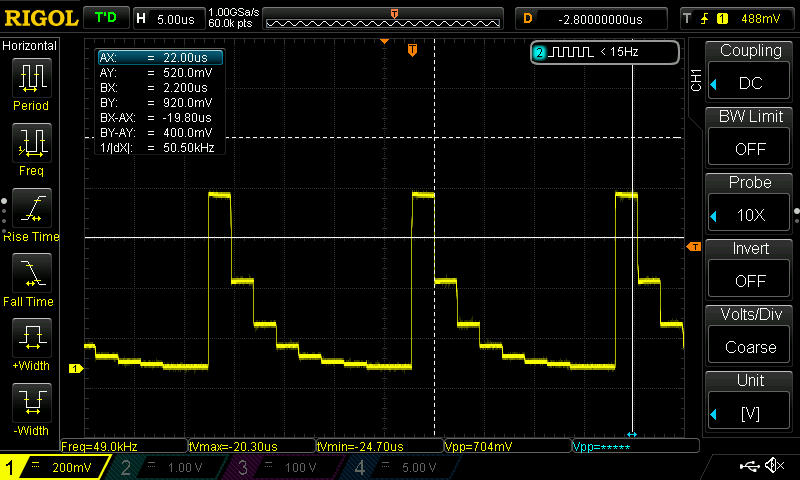 RIGOL T'D H 5.00us 1.00GSa/s 60.0k pts T D -2.80000000us T 1 488mV
Horizontal
Period
Freq
Rise Time
Fall Time
+Width
-Width
AX: = 22.00us
AY: = 520.0mV
BX: = 2.200us
BY: = 920.0mV
BX-AX: = -19.80us
BY-AY: = 400.0mV
1/|dX|: = 50.50kHz
T
2 < 15Hz
T
1
CH1
Coupling
DC
BW Limit
OFF
Probe
10X
Invert
OFF
Volts/Div
Coarse
Unit
[V]
Freq=49.0kHz tVmax=-20.30us tVmin=-24.70us Vpp=704mV Vpp=*****
1 = 200mV 2 = 1.00 V 3 = 100 V 4 = 5.00 V